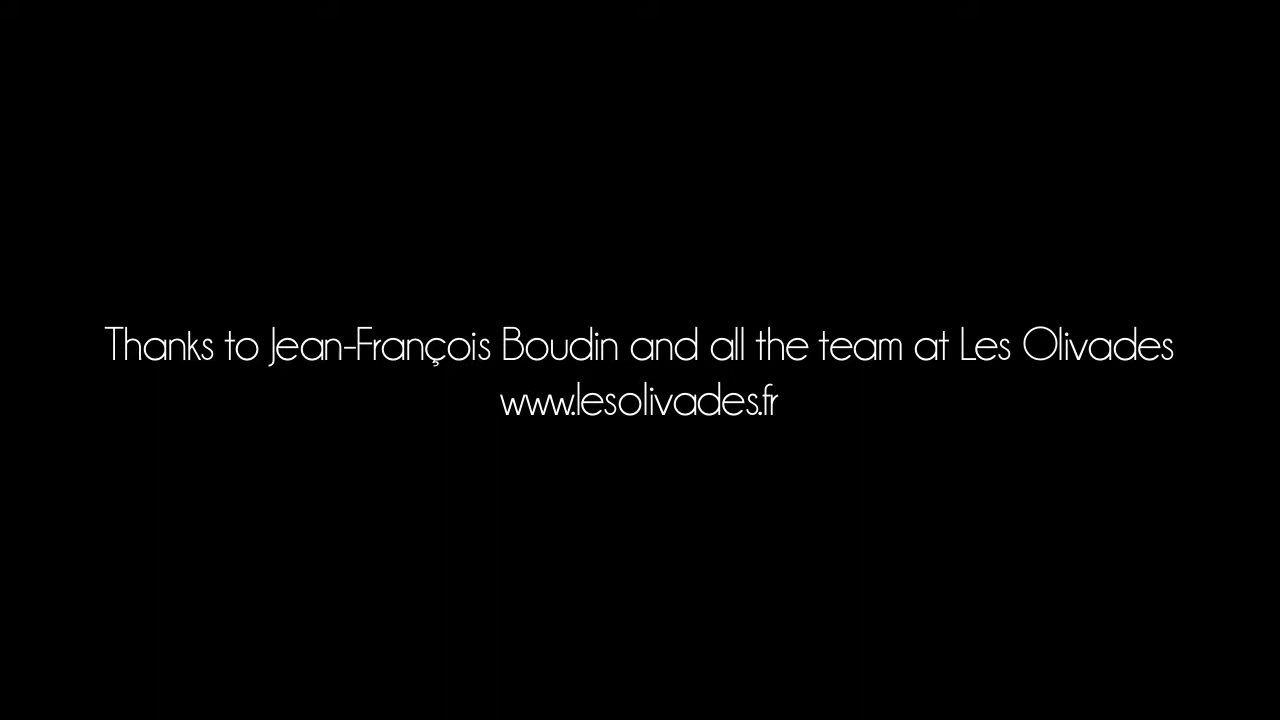 Thanks to Jean-François Boudin and all the team at Les Olivades
www.lesolivades.fr